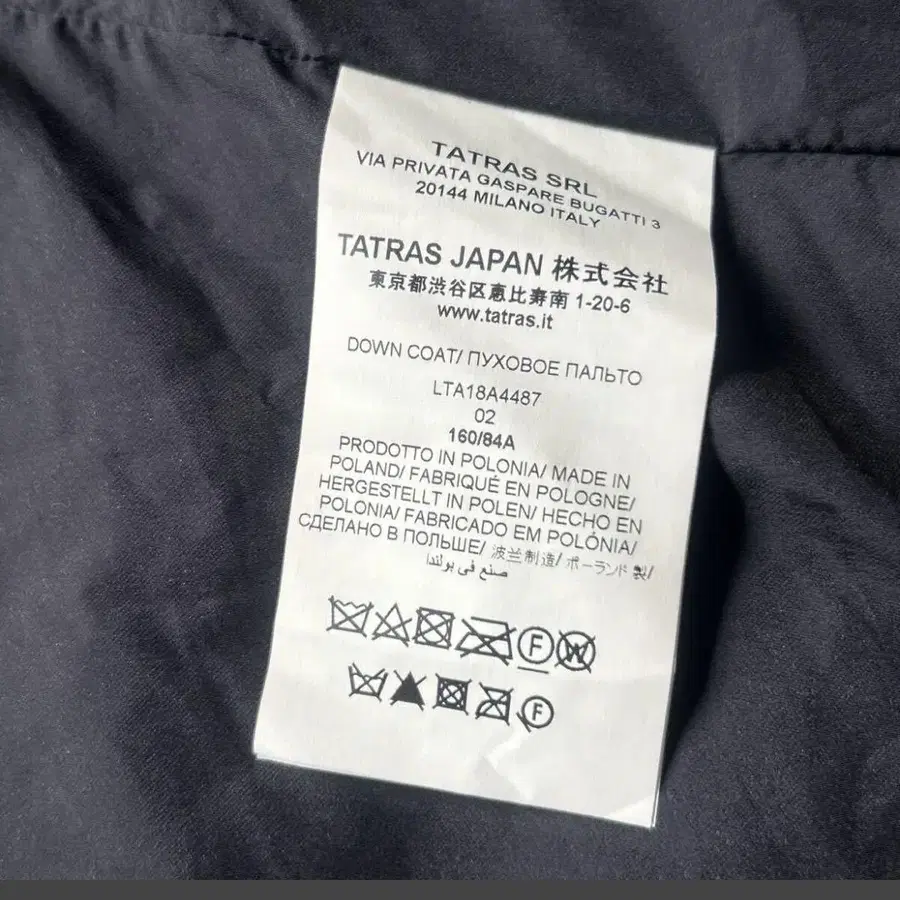 TATRAS SRL
VIA PRIVATA GASPARE BUGATTI 3
20144 MILANO ITALY
TATRAS JAPAN 株式会社
東京都渋谷区恵比寿南 1-20-6
www.tatras.it
DOWN COAT/ ПУХОВОЕ ПАЛЬТО
LTA18A4487
02
160/84A
PRODOTTO IN POLONIA/ MADE IN
POLAND/ FABRIQUÉ EN POLOGNE/
HERGESTELLT IN POLEN/ HECHO EN
POLONIA/ FABRICADO EM POLÓNIA/
СДЕЛАНО В ПОЛЬШЕ/ 波兰制造/ ポーランド 製/
صنع في بولندا
F W
F